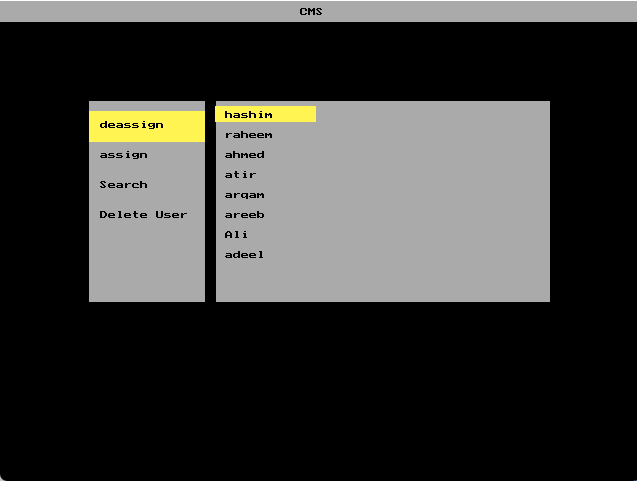 CMS
deassign
assign
Search
Delete User
hashim
raheem
ahmed
atir
arqam
areeb
Ali
adeel